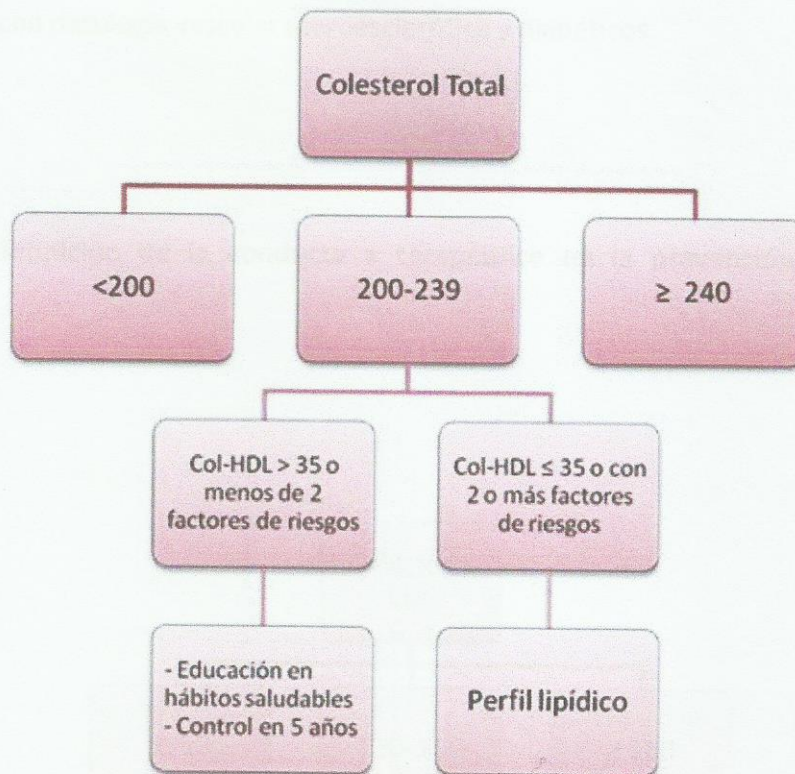 Colesterol Total
<200
200-239
≥ 240
Col-HDL > 35 o
menos de 2
factores de riesgos
Col-HDL ≤ 35 o con
2 o más factores
de riesgos
- Educación en
hábitos saludables
- Control en 5 años
Perfil lipídico